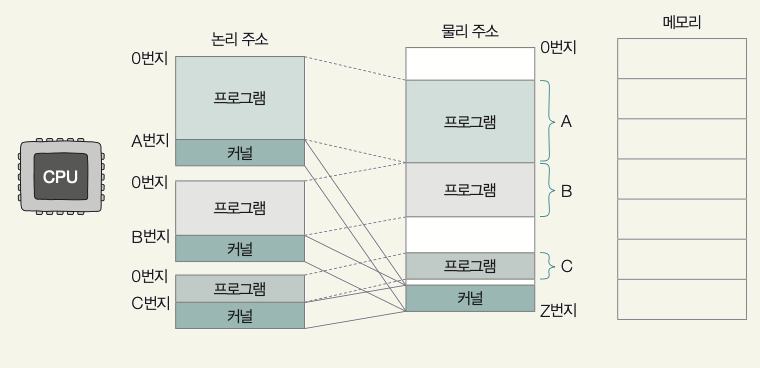 논리 주소
물리 주소
메모리
0번지
프로그램
A번지
커널
0번지
프로그램
B번지
커널
0번지
프로그램
C번지
커널
CPU
0번지
프로그램
A
프로그램
B
프로그램
C
커널
Z번지